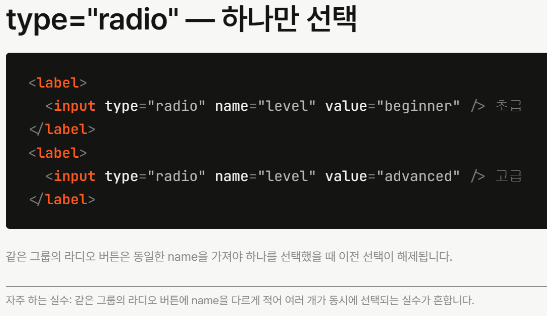 type="radio" — 하나만 선택
<label>
<input type="radio" name="level" value="beginner" /> 초급
</label>
<label>
<input type="radio" name="level" value="advanced" /> 고급
</label>
같은 그룹의 라디오 버튼은 동일한 name을 가져야 하나를 선택했을 때 이전 선택이 해제됩니다.
자주 하는 실수: 같은 그룹의 라디오 버튼에 name을 다르게 적어 여러 개가 동시에 선택되는 실수가 흔합니다.